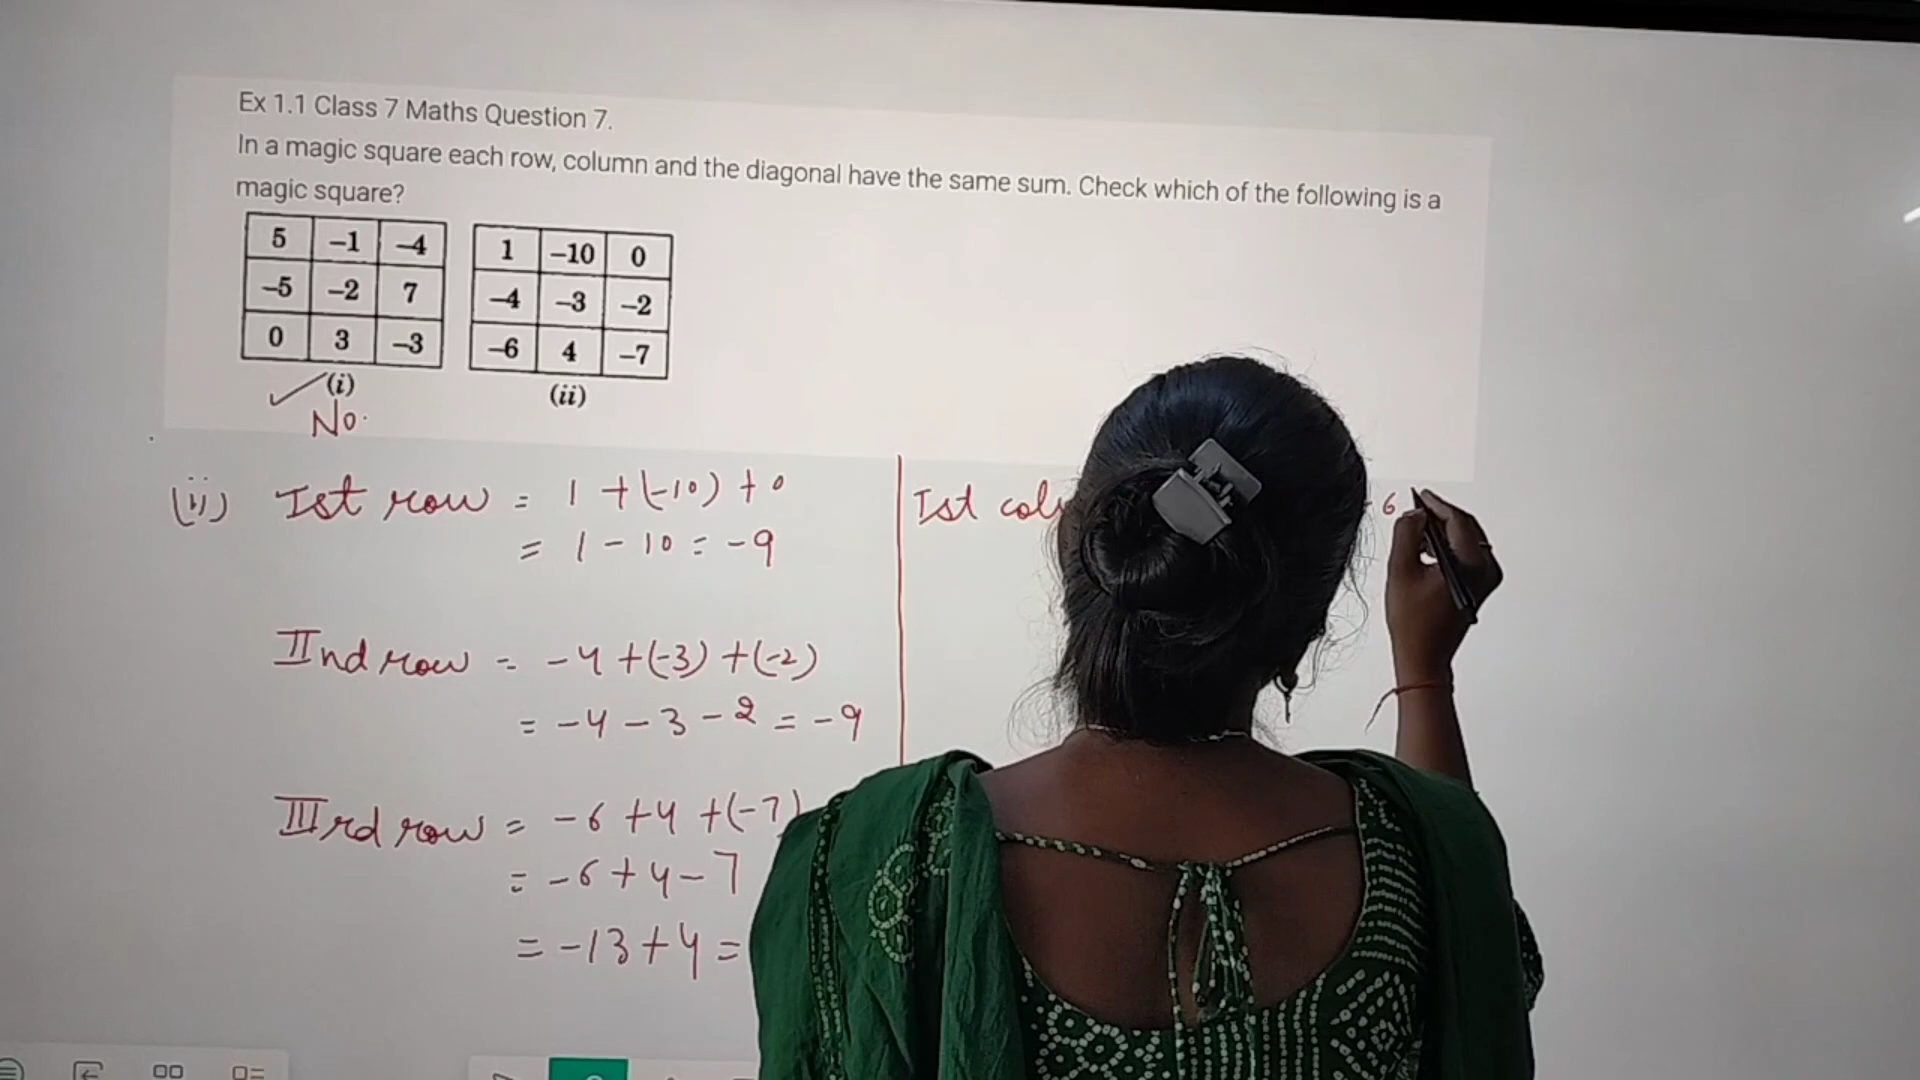 Ex 1.1 Class 7 Maths Question 7.
In a magic square each row, column and the diagonal have the same sum. Check which of the following is a
magic square?
5 –1 –4
–5 –2 7
0 3 –3
(i)
No.
1 –10 0
–4 –3 –2
–6 4 –7
(ii)
(ii) Ist row = 1 + (-10) + 0
= 1 - 10 = -9
IInd row = -4 + (-3) + (-2)
= -4 - 3 - 2 = -9
IIIrd row = -6 + 4 + (-7)
= -6 + 4 - 7
= -13 + 4 =
Ist
6